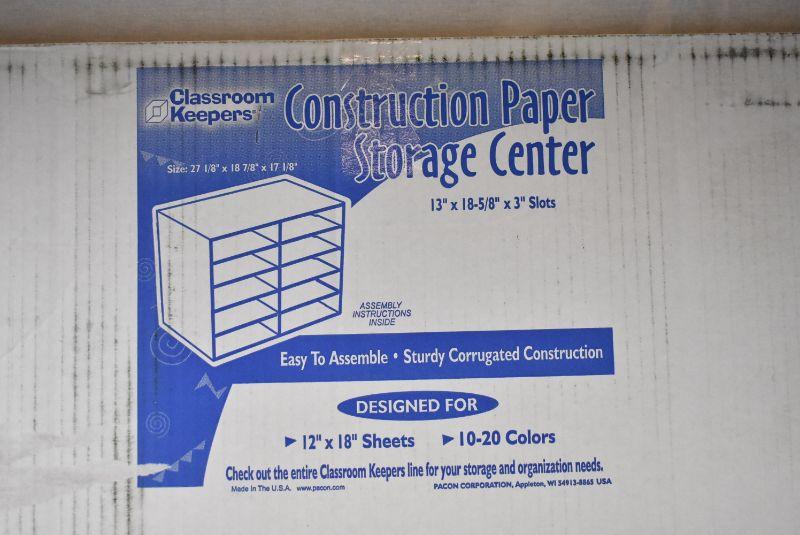 Classroom
Keepers®
Construction Paper
Storage Center
Size: 27 1/8" x 18 7/8" x 17 1/8"
13" x 18-5/8" x 3" Slots
ASSEMBLY
INSTRUCTIONS
INSIDE
Easy To Assemble • Sturdy Corrugated Construction
DESIGNED FOR
► 12" x 18" Sheets ► 10-20 Colors
Check out the entire Classroom Keepers line for your storage and organization needs.
Made in The U.S.A. www.pacon.com PACON CORPORATION, Appleton, WI 54913-8865 USA